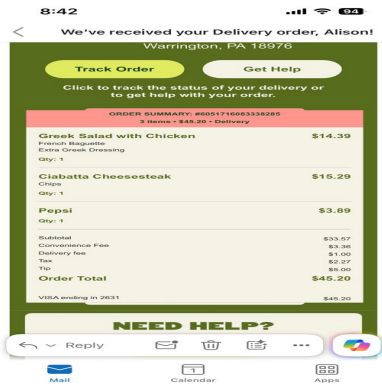 8:42
94
We've received your Delivery order, Alison!
Warrington, PA 18976
Track Order
Get Help
Click to track the status of your delivery or
to get help with your order.
ORDER SUMMARY: #6051716083338285
3 items • $45.20 • Delivery
Greek Salad with Chicken $14.39
French Baguette
Extra Greek Dressing
Qty: 1
Ciabatta Cheesesteak $15.29
Chips
Qty: 1
Pepsi $3.89
Qty: 1
Subtotal $33.57
Convenience Fee $3.36
Delivery fee $1.00
Tax $2.27
Tip $5.00
Order Total $45.20
VISA ending in 2631 $45.20
NEED HELP?
Reply
Mail
1
Calendar
Apps